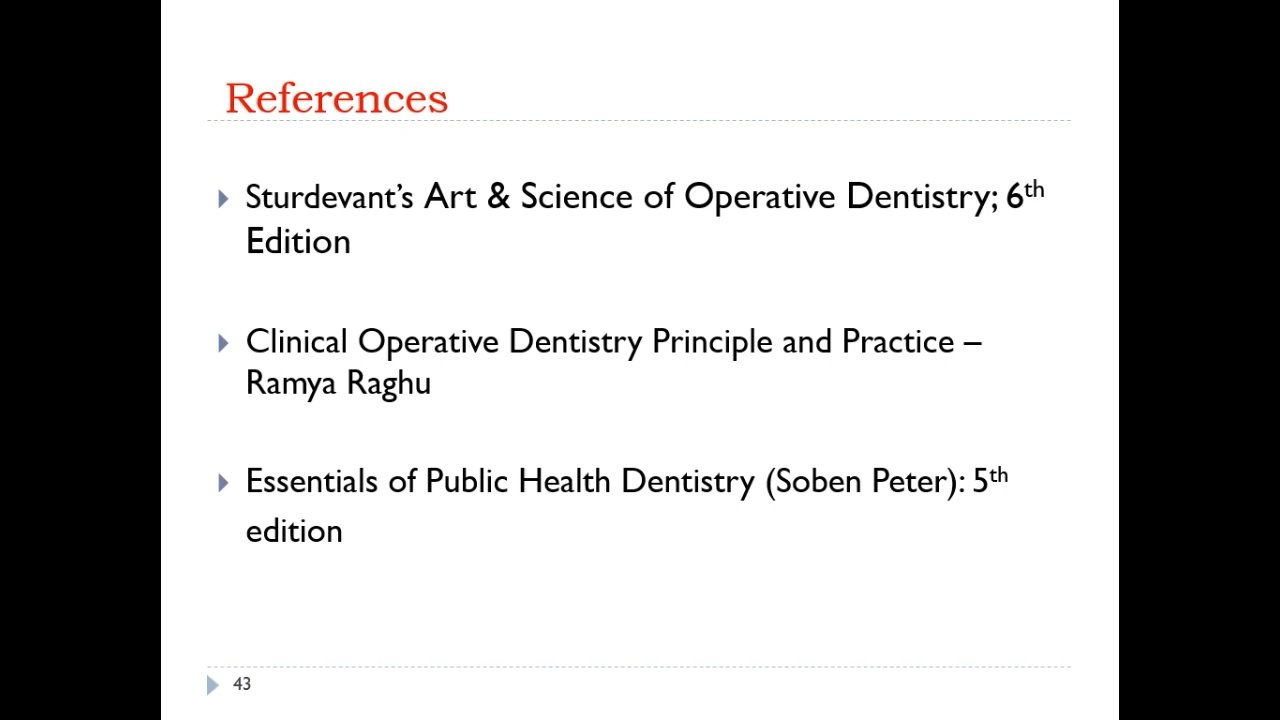 References
Sturdevant’s Art & Science of Operative Dentistry; 6th
Edition
Clinical Operative Dentistry Principle and Practice –
Ramya Raghu
Essentials of Public Health Dentistry (Soben Peter): 5th
edition
43